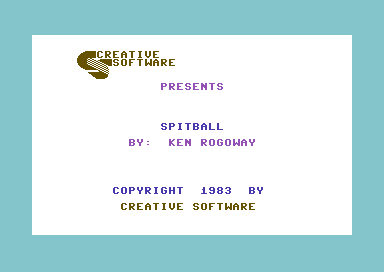 CREATIVE
SOFTWARE
PRESENTS
SPITBALL
BY: KEN ROGOWAY
COPYRIGHT 1983 BY
CREATIVE SOFTWARE